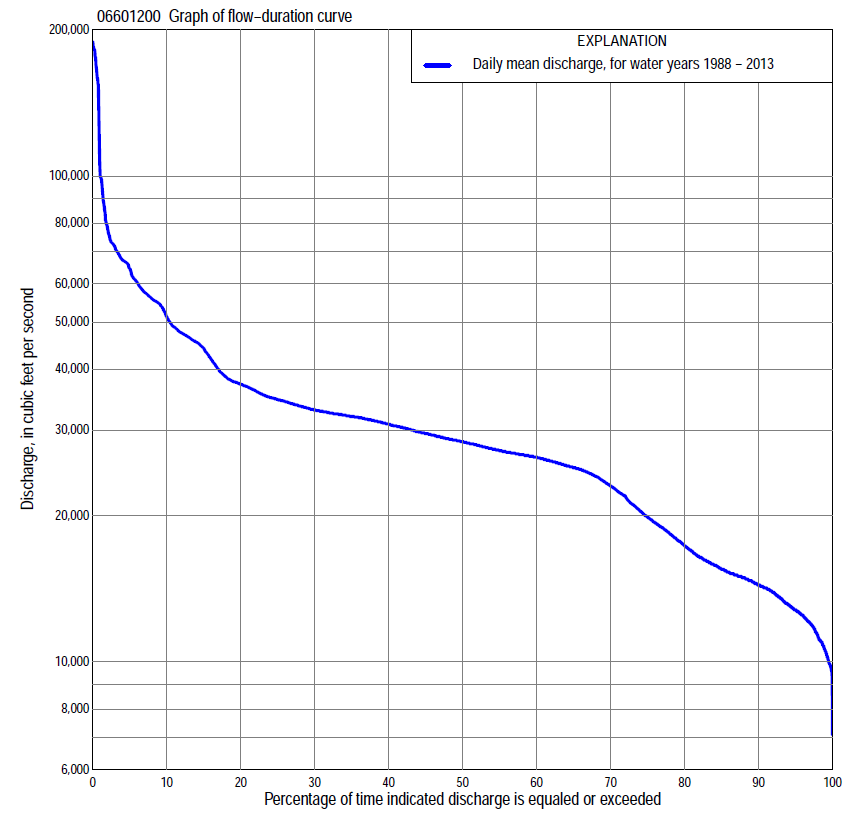 06601200 Graph of flow–duration curve
EXPLANATION
Daily mean discharge, for water years 1988 – 2013
Discharge, in cubic feet per second
200,000
100,000
80,000
60,000
50,000
40,000
30,000
20,000
10,000
8,000
6,000
0 10 20 30 40 50 60 70 80 90 100
Percentage of time indicated discharge is equaled or exceeded